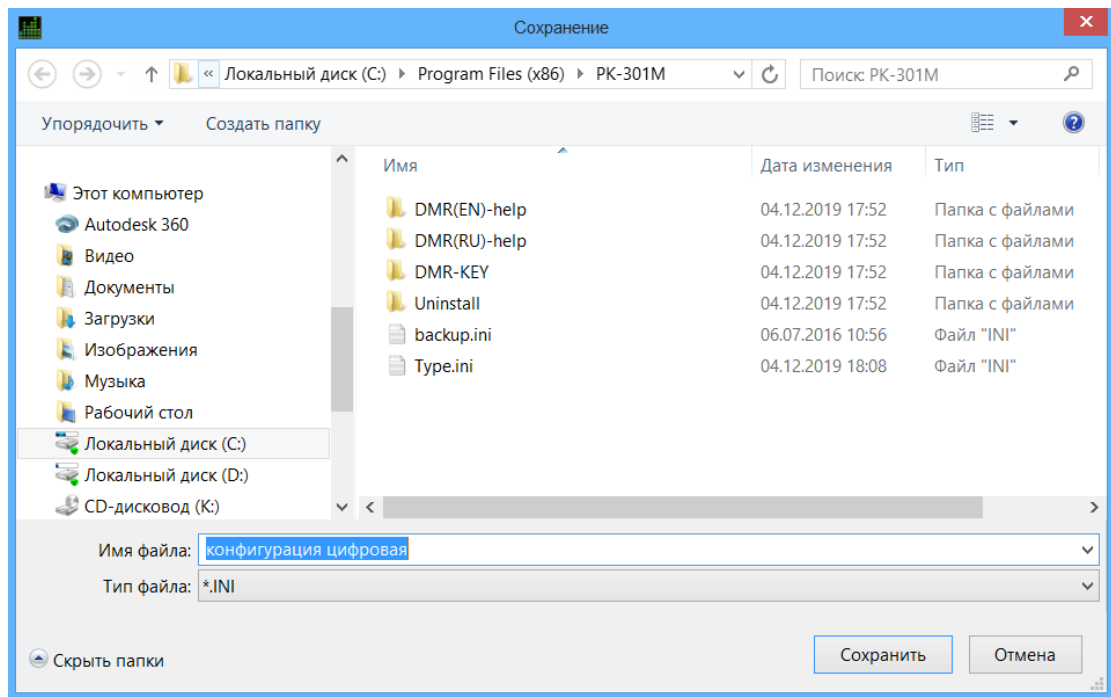 Сохранение
« Локальный диск (C:) Program Files (x86) РК-301М Поиск: РК-301М
Упорядочить Создать папку
Имя Дата изменения Тип
Этот компьютер
Autodesk 360
Видео
Документы
Загрузки
Изображения
Музыка
Рабочий стол
Локальный диск (C:)
Локальный диск (D:)
CD-дисковод (K:)
DMR(EN)-help 04.12.2019 17:52 Папка с файлами
DMR(RU)-help 04.12.2019 17:52 Папка с файлами
DMR-KEY 04.12.2019 17:52 Папка с файлами
Uninstall 04.12.2019 17:52 Папка с файлами
backup.ini 06.07.2016 10:56 Файл "INI"
Type.ini 04.12.2019 18:08 Файл "INI"
Имя файла: конфигурация цифровая
Тип файла: *.INI
Скрыть папки Сохранить Отмена